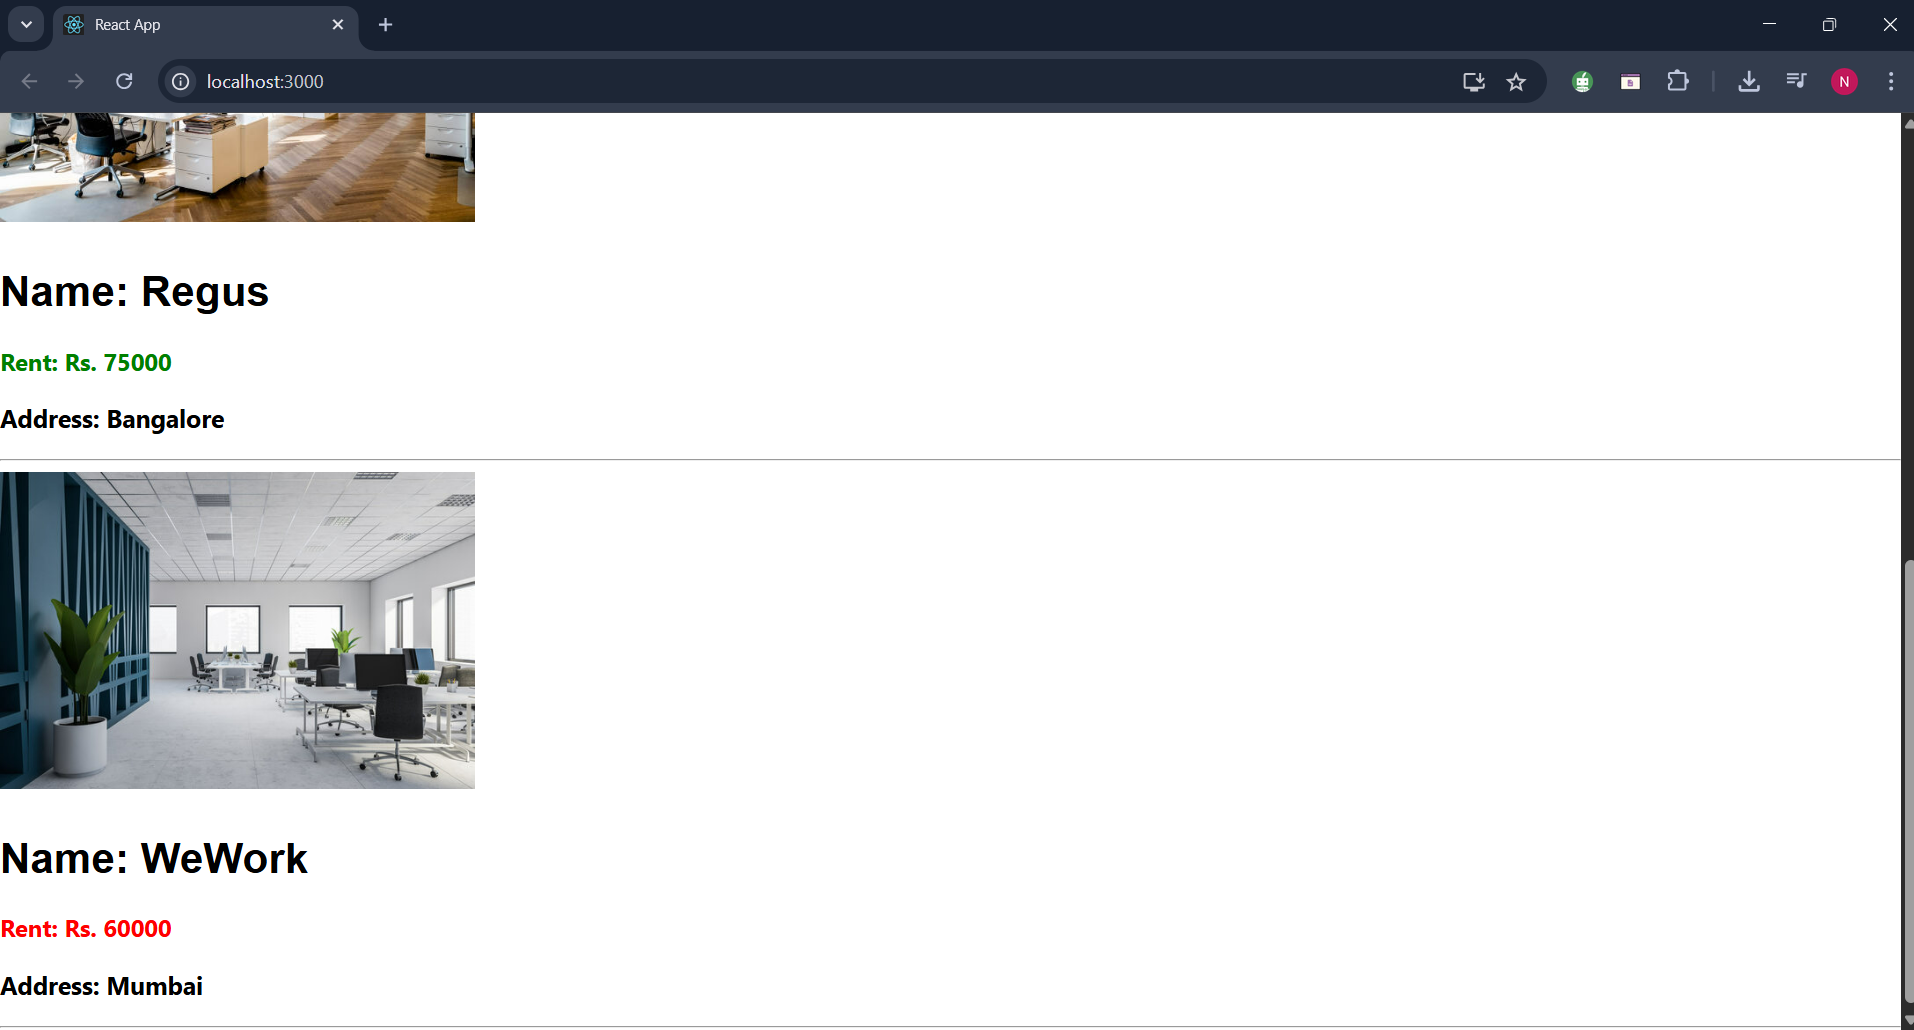 React App
localhost:3000
N
Name: Regus
Rent: Rs. 75000
Address: Bangalore
Name: WeWork
Rent: Rs. 60000
Address: Mumbai